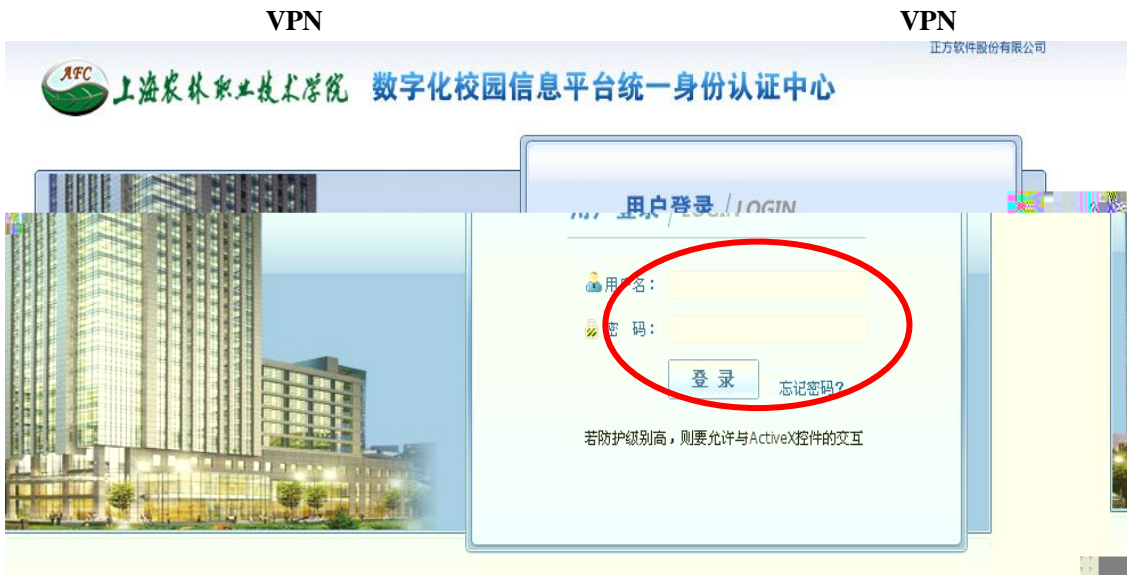 VPN VPN
正方软件股份有限公司
AFC 上海农林职业技术学院 数字化校园信息平台统一身份认证中心
用户登录 / LOGIN
用户名：
密 码：
登 录 忘记密码?
若防护级别高，则要允许与ActiveX控件的交互